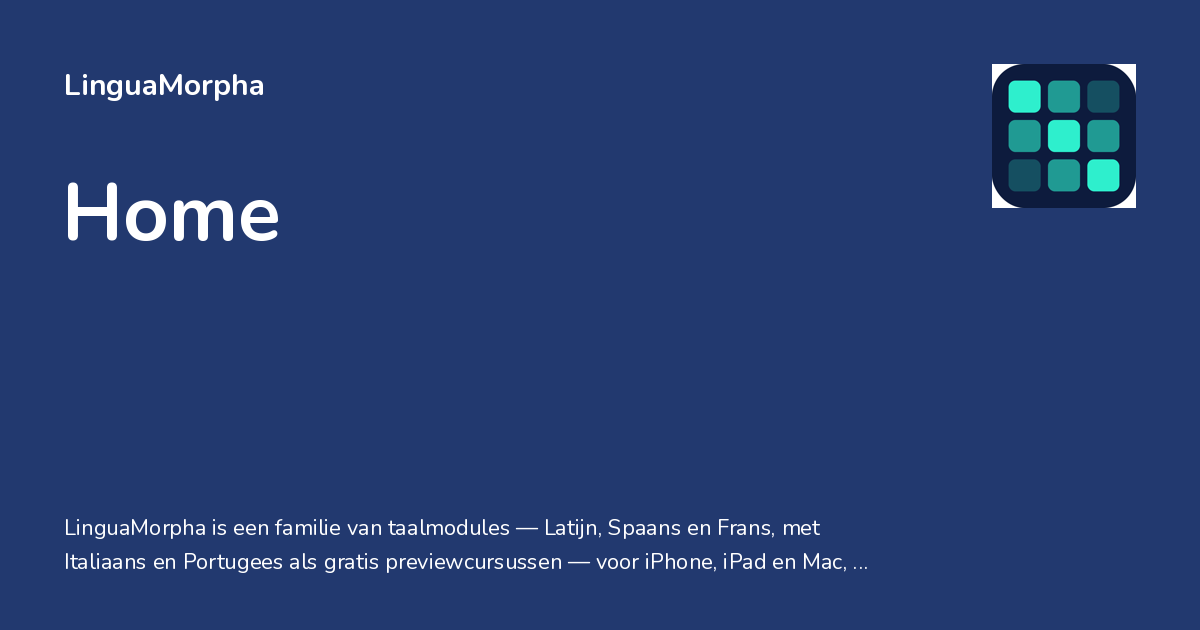 LinguaMorpha
Home
LinguaMorpha is een familie van taalmodules — Latijn, Spaans en Frans, met
Italiaans en Portugees als gratis previewcursussen — voor iPhone, iPad en Mac, ...